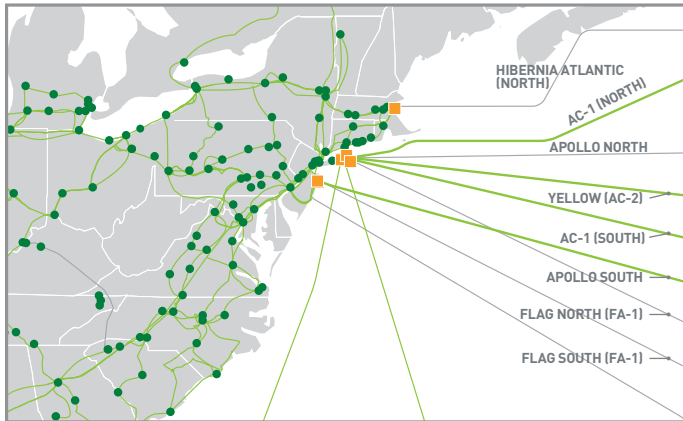 HIBERNIA ATLANTIC
(NORTH)
AC-1 (NORTH)
APOLLO NORTH
YELLOW (AC-2)
AC-1 (SOUTH)
APOLLO SOUTH
FLAG NORTH (FA-1)
FLAG SOUTH (FA-1)